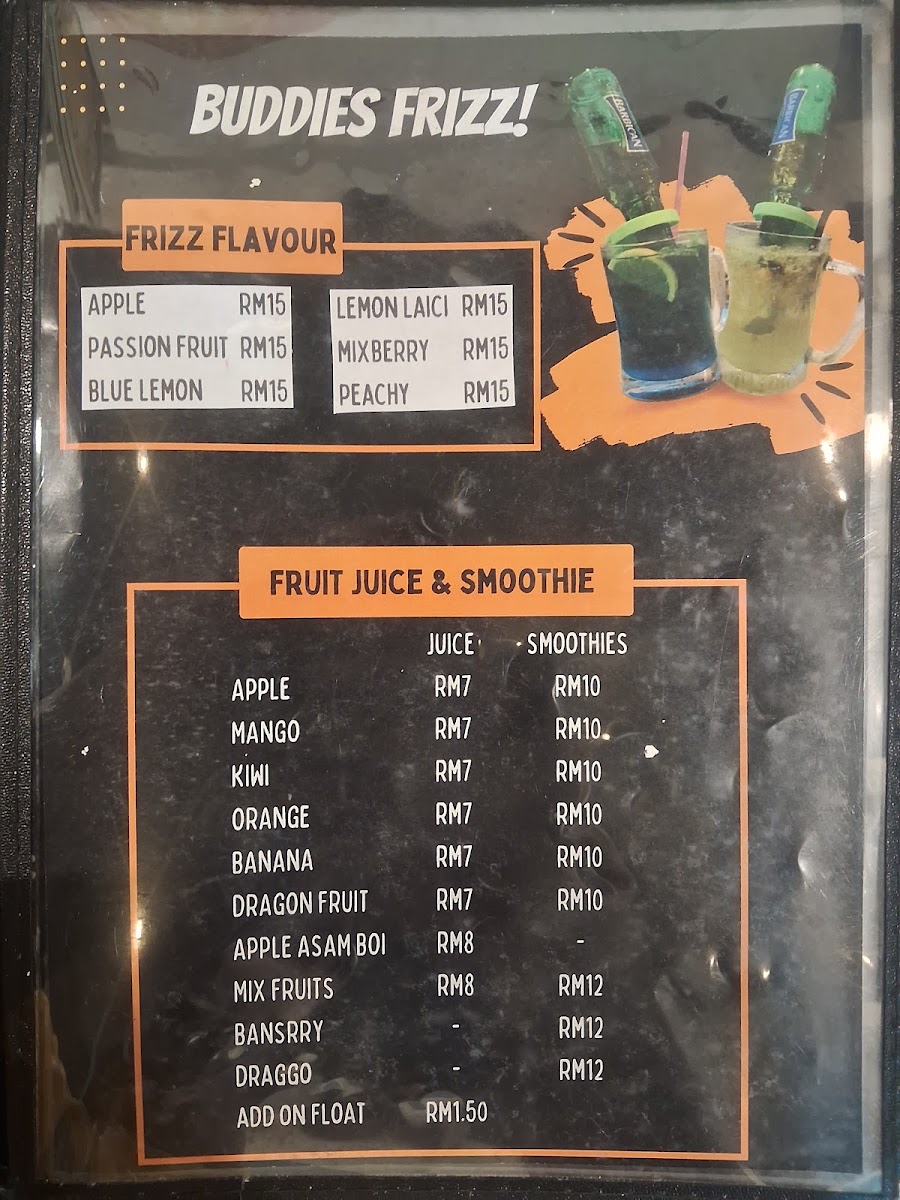 BUDDIES FRIZZ!
BARBICAN
BARBICAN
FRIZZ FLAVOUR
APPLE RM15
PASSION FRUIT RM15
BLUE LEMON RM15
LEMON LAICI RM15
MIXBERRY RM15
PEACHY RM15
FRUIT JUICE & SMOOTHIE
JUICE SMOOTHIES
APPLE RM7 RM10
MANGO RM7 RM10
KIWI RM7 RM10
ORANGE RM7 RM10
BANANA RM7 RM10
DRAGON FRUIT RM7 RM10
APPLE ASAM BOI RM8 -
MIX FRUITS RM8 RM12
BANSRRY - RM12
DRAGGO - RM12
ADD ON FLOAT RM1.50